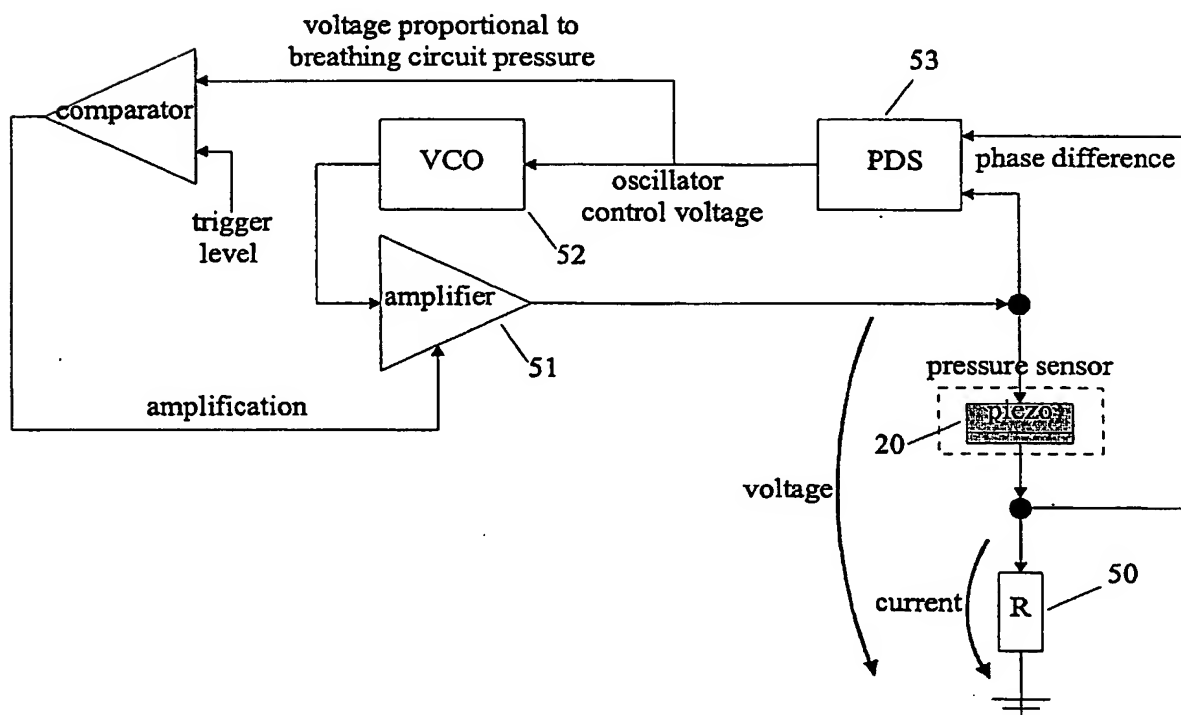 voltage proportional to
breathing circuit pressure
53
comparator
VCO
PDS
phase difference
oscillator
control voltage
trigger
level
52
amplifier
51
pressure sensor
amplification
piezo
20
voltage
50
current
R